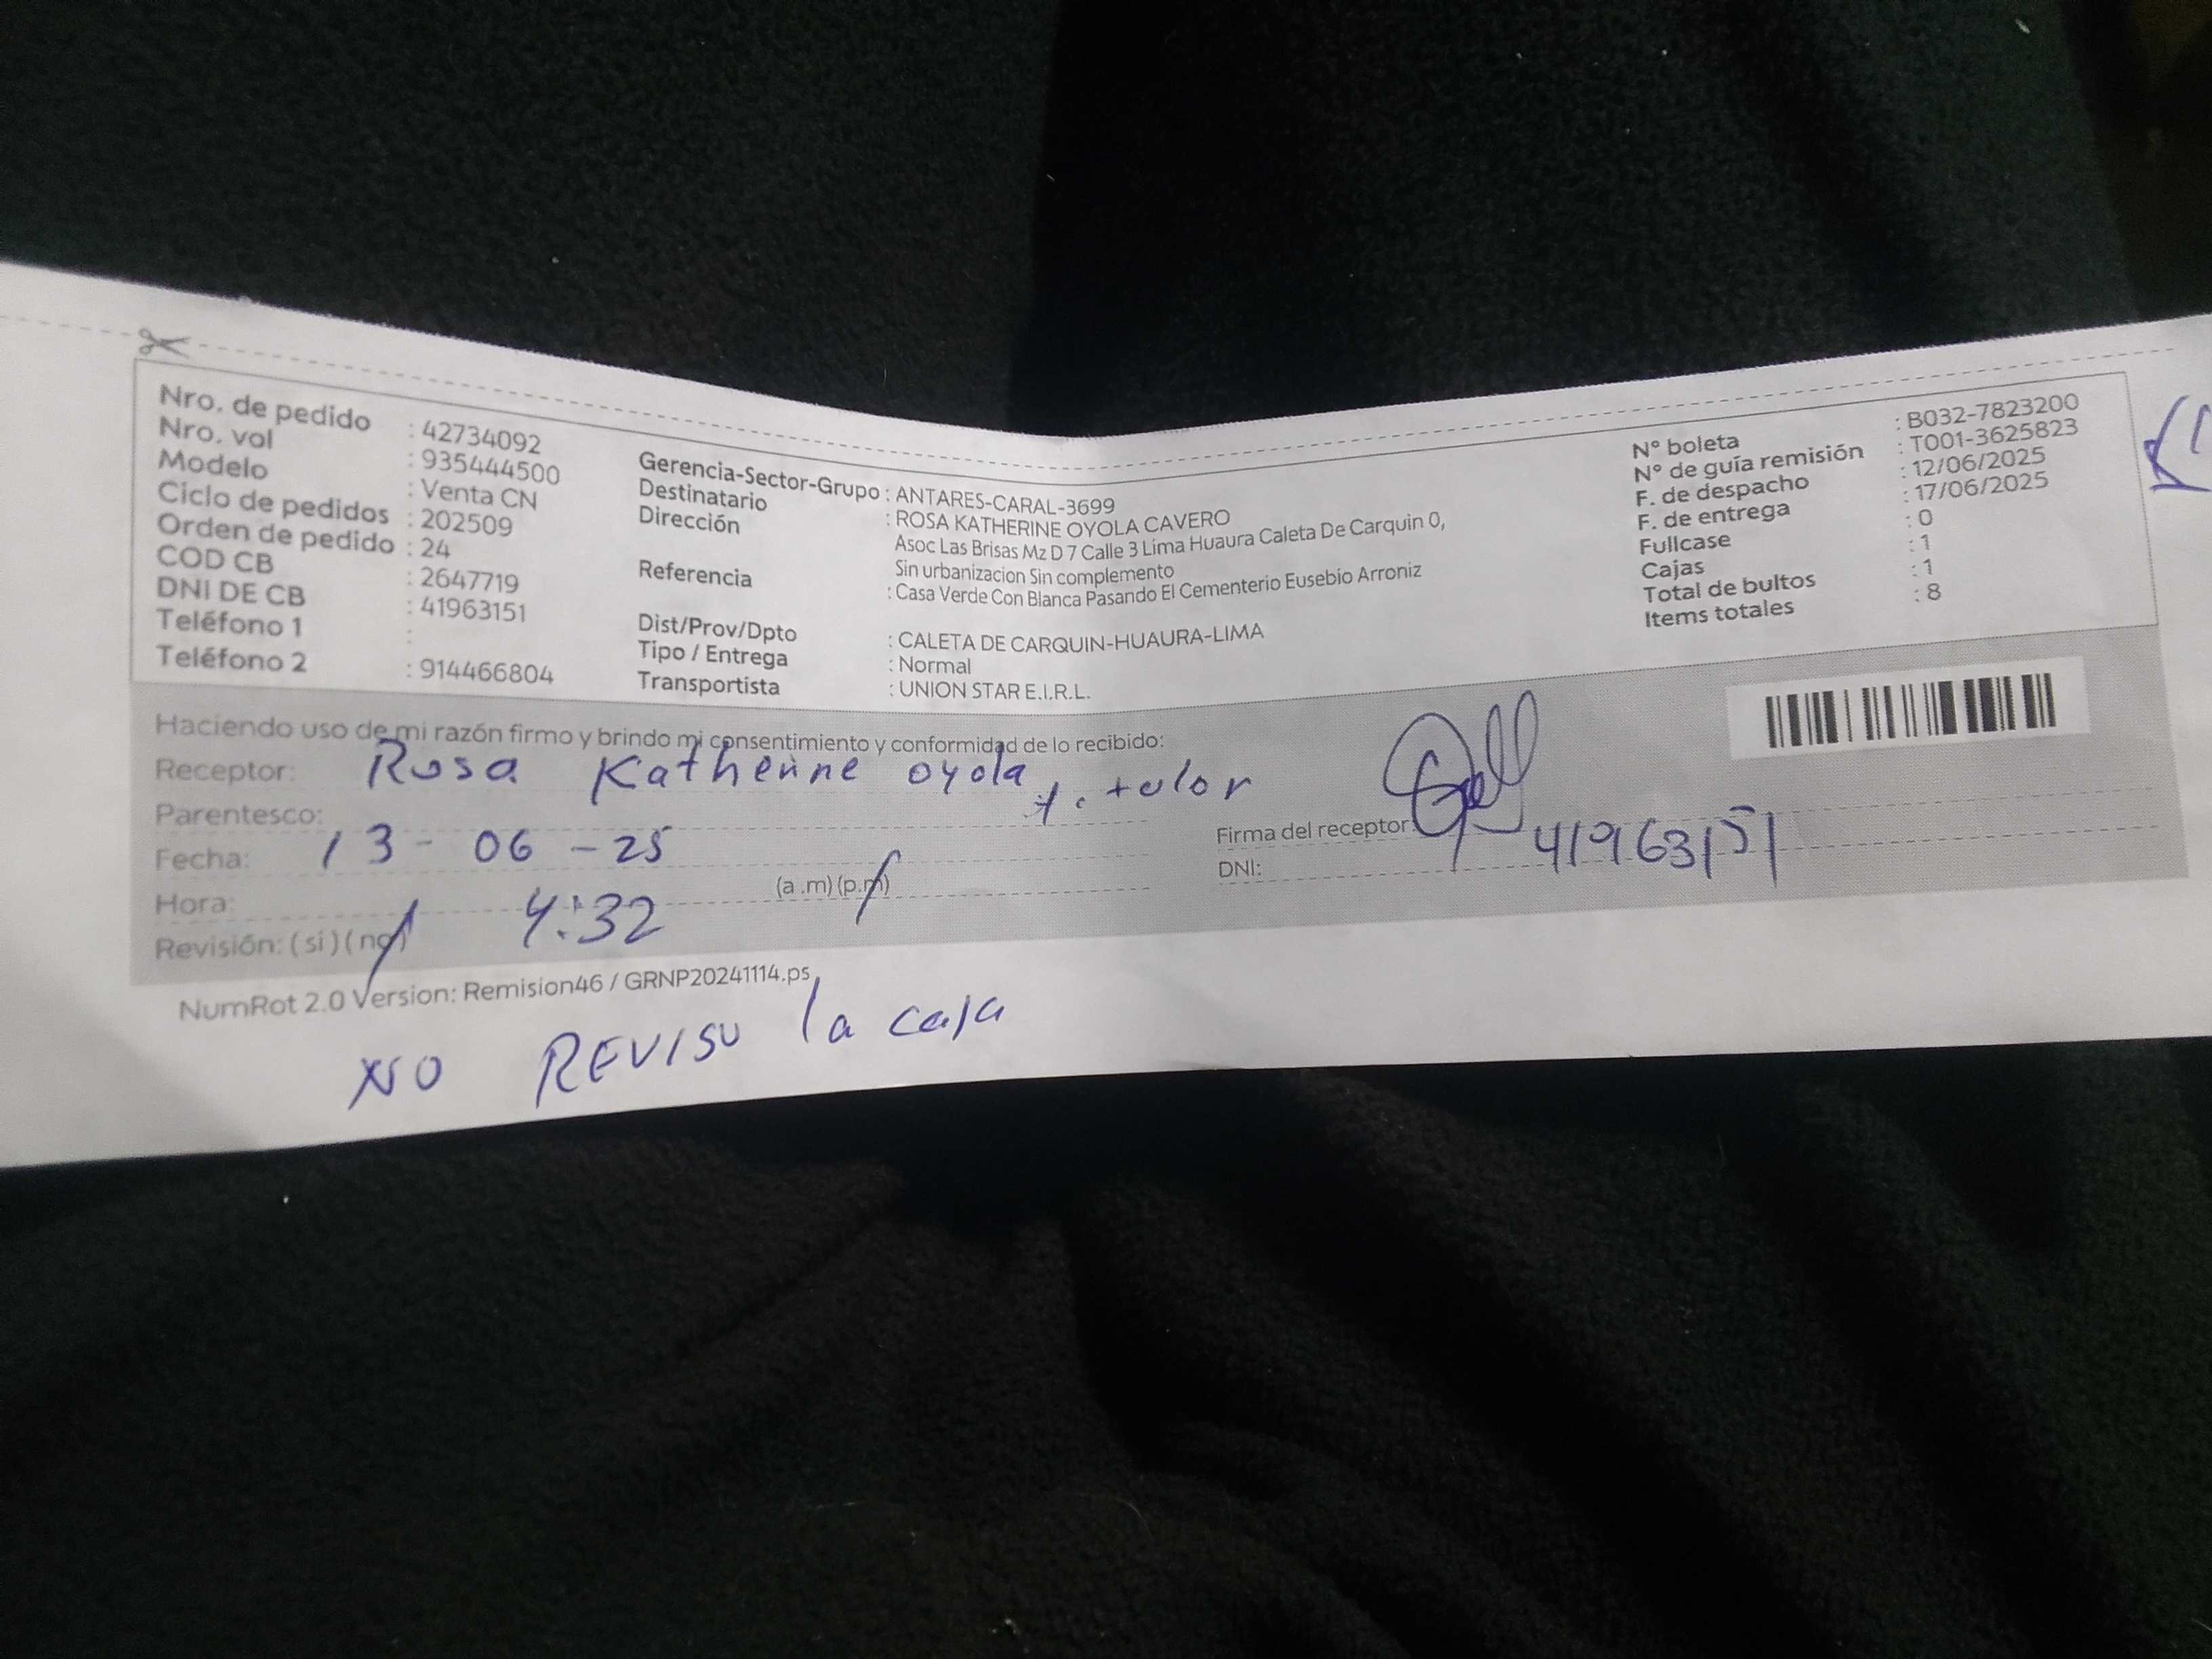 Nro. de pedido : 42734092
Nro. vol : 935444500
Modelo : Venta CN
Ciclo de pedidos : 202509
Orden de pedido : 24
COD CB : 2647719
DNI DE CB : 41963151
Teléfono 1 :
Teléfono 2 : 914466804
Gerencia-Sector-Grupo : ANTARES-CARAL-3699
Destinatario : ROSA KATHERINE OYOLA CAVERO
Dirección Asoc Las Brisas Mz D 7 Calle 3 Lima Huaura Caleta De Carquin 0,
Sin urbanizacion Sin complemento
Referencia : Casa Verde Con Blanca Pasando El Cementerio Eusebio Arroniz
Dist/Prov/Dpto : CALETA DE CARQUIN-HUAURA-LIMA
Tipo / Entrega : Normal
Transportista : UNION STAR E.I.R.L.
N° boleta : B032-7823200
N° de guía remisión : T001-3625823
F. de despacho : 12/06/2025
F. de entrega : 17/06/2025
Fullcase : 0
Cajas : 1
Total de bultos : 1
Items totales : 8
Haciendo uso de mi razón firmo y brindo mi consentimiento y conformidad de lo recibido:
Receptor: Rosa Katherine oyola
Parentesco: titular
Fecha: 13-06-25
Hora: 4:32 (a .m) (p.m)
Revisión: (si) (no)
Firma del receptor:
DNI: 41963151
NumRot 2.0 Version: Remision46 / GRNP20241114.ps
NO REVISO la caja